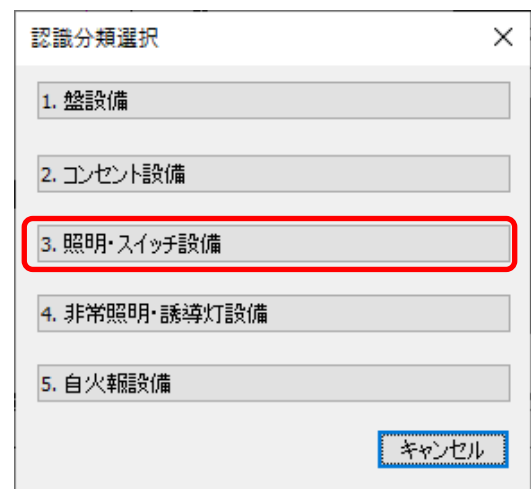 認識分類選択
1. 盤設備
2. コンセント設備
3. 照明・スイッチ設備
4. 非常照明・誘導灯設備
5. 自火報設備
キャンセル